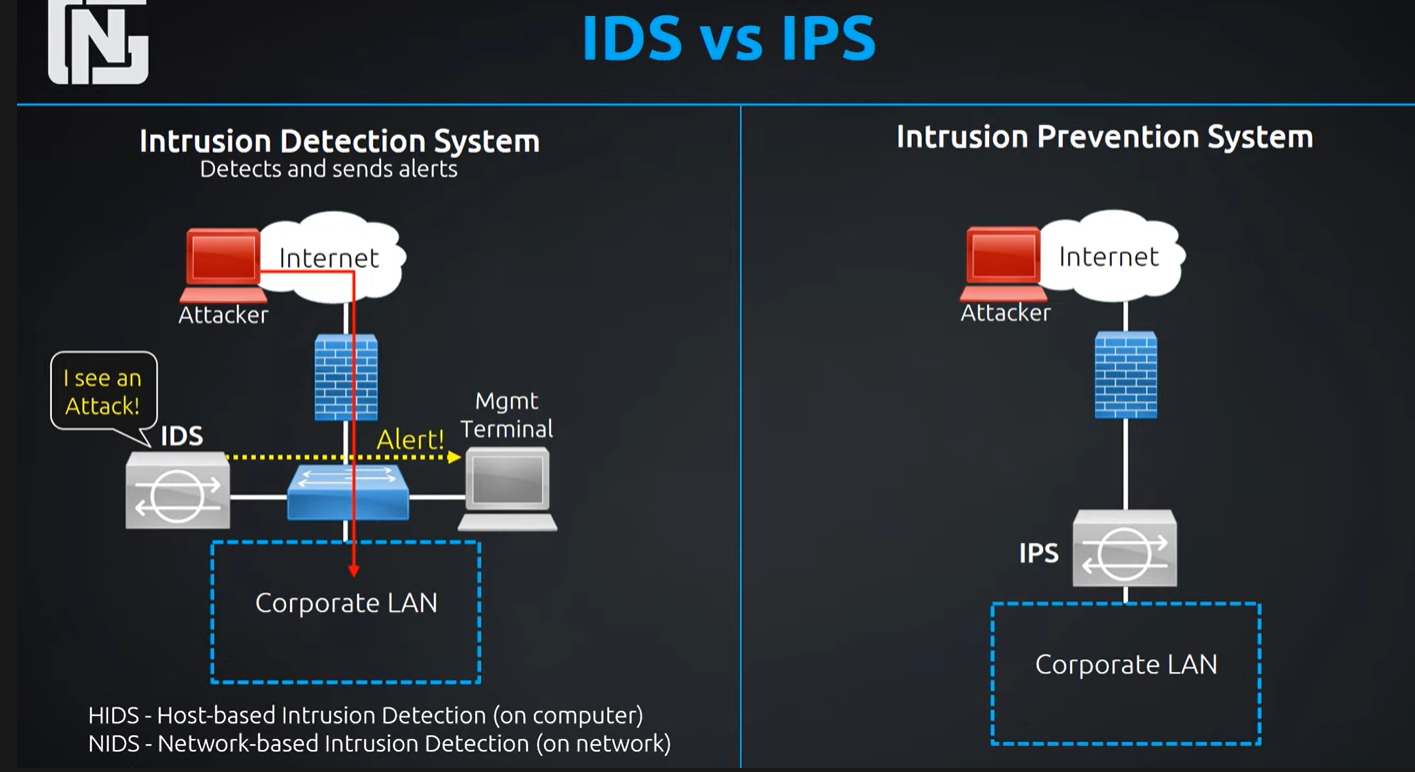 IDS vs IPS
Intrusion Detection System
Detects and sends alerts
Internet
Attacker
I see an
Attack!
IDS
Alert!
Mgmt
Terminal
Corporate LAN
HIDS - Host-based Intrusion Detection (on computer)
NIDS - Network-based Intrusion Detection (on network)
Intrusion Prevention System
Internet
Attacker
IPS
Corporate LAN